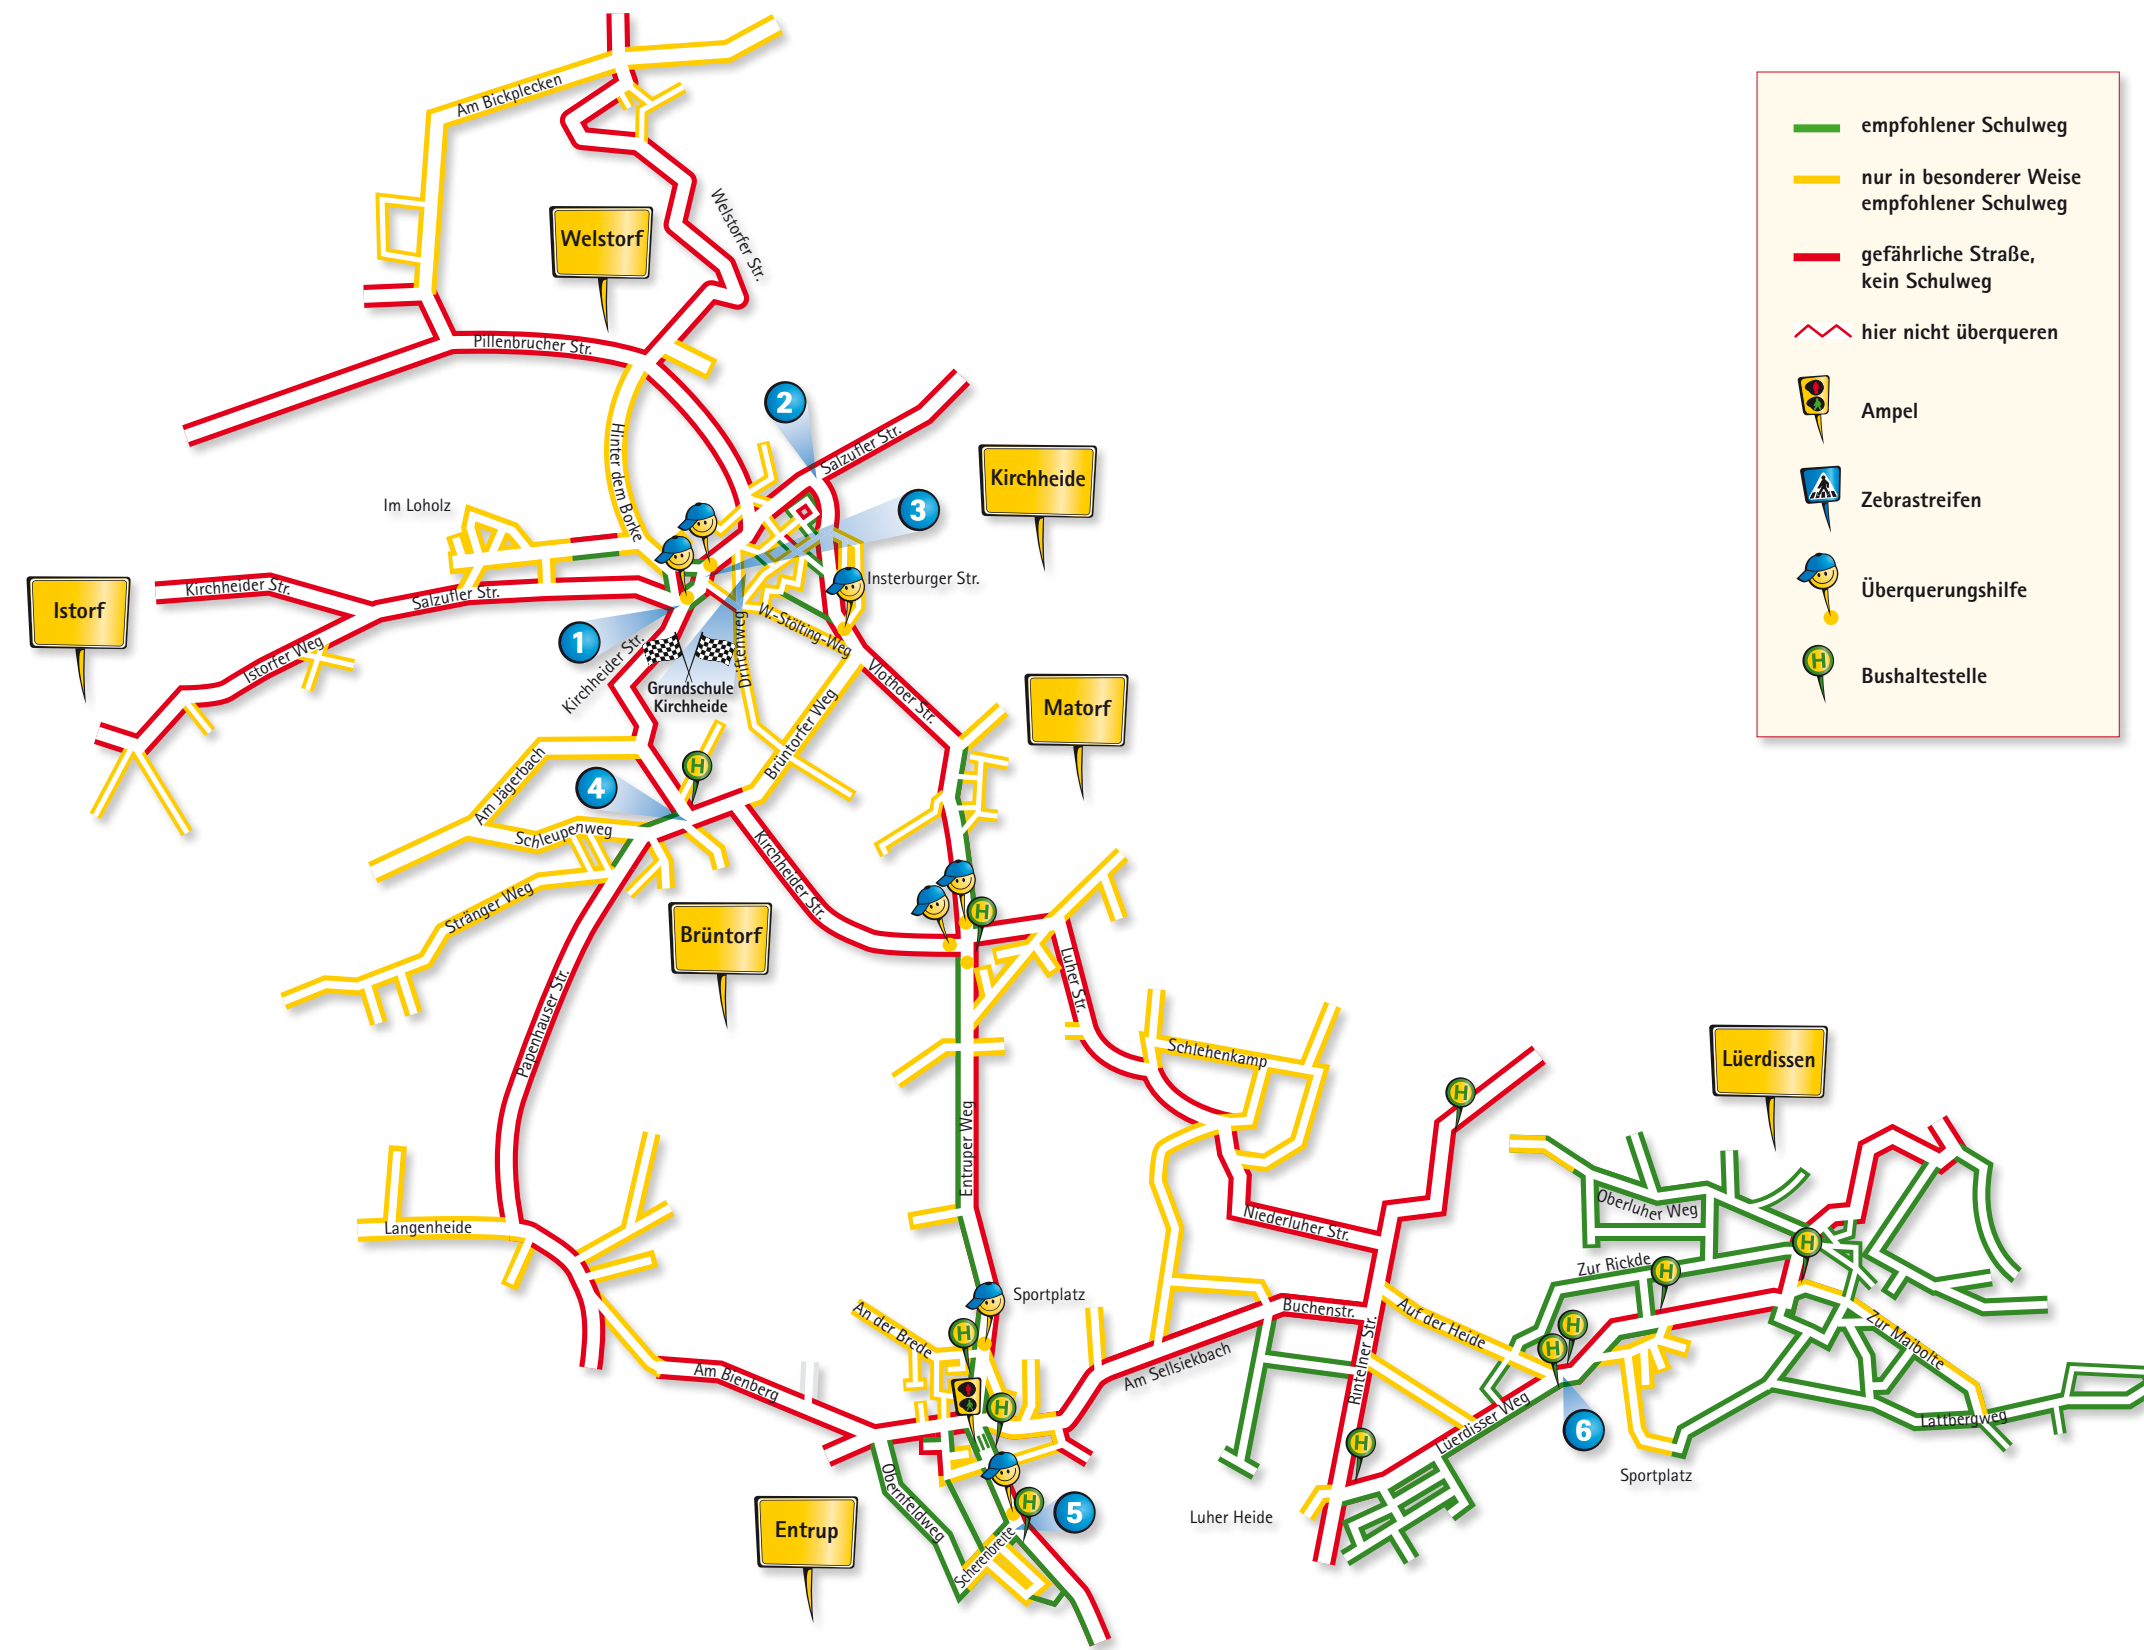 Am Bickplecken
Welstorf
Welstorfer Str.
empfohlener Schulweg
nur in besonderer Weise
empfohlener Schulweg
gefährliche Straße,
kein Schulweg
hier nicht überqueren
Ampel
Zebrastreifen
Überquerungshilfe
H
Bushaltestelle
Pillenbrucher Str.
2
Salzufler Str.
Hinter dem Borke
Kirchheide
Im Loholz
3
Istorf
Kirchheider Str.
Salzufler Str.
Insterburger Str.
Istorfer Weg
1
Kirchheider Str.
W.-Stölting-Weg
Driftenweg
Grundschule
Kirchheide
Vlothoer Str.
Matorf
Brüntorfer Weg
H
Am Jägerbach
4
Schleupenweg
Kirchheider Str.
Stränger Weg
H
Brüntorf
Luher Str.
Papenhauser Str.
Schlehenkamp
Lüerdissen
H
Entruper Weg
Oberluher Weg
Langenheide
Niederluher Str.
H
Zur Rickde
H
Sportplatz
An der Brede
Buchenstr.
Auf der Heide
H
H
H
Zur Maibolte
Am Sellsiekbach
Am Bienberg
Rintelner Str.
H
Lüerdisser Weg
6
Lattbergweg
H
Sportplatz
Obernfeldweg
H
5
Luher Heide
Entrup
Scherenbreite